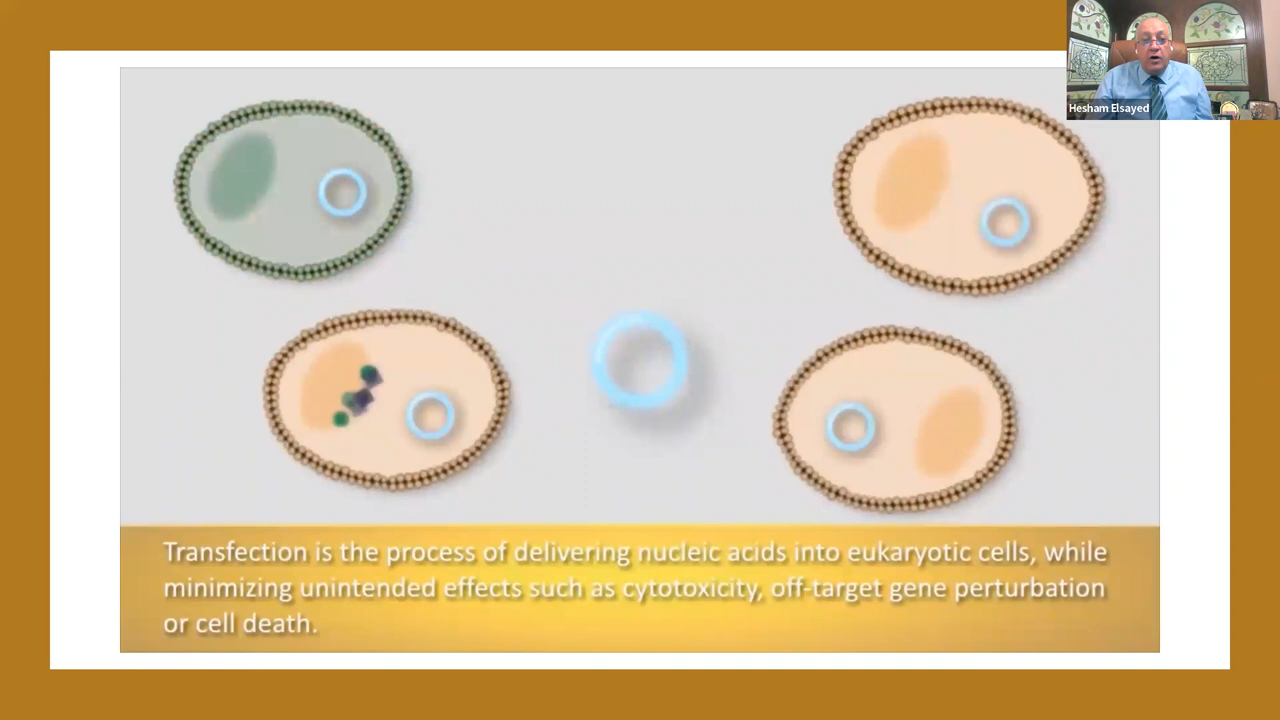 Hesham Elsayed
Transfection is the process of delivering nucleic acids into eukaryotic cells, while
minimizing unintended effects such as cytotoxicity, off-target gene perturbation
or cell death.